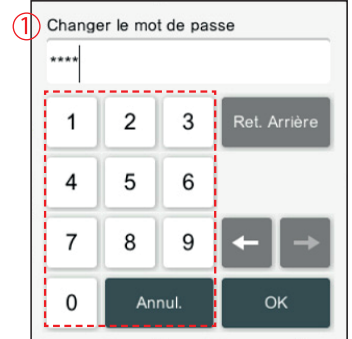 ① Changer le mot de passe
****
1 2 3 Ret. Arrière
4 5 6
7 8 9 ← →
0 Annul. OK